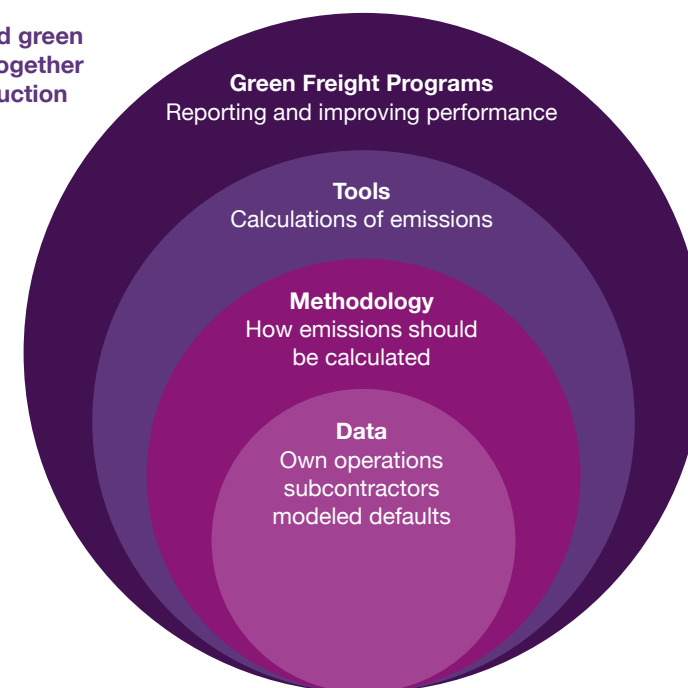 d green
ogether
uction
Green Freight Programs
Reporting and improving performance
Tools
Calculations of emissions
Methodology
How emissions should
be calculated
Data
Own operations
subcontractors
modeled defaults